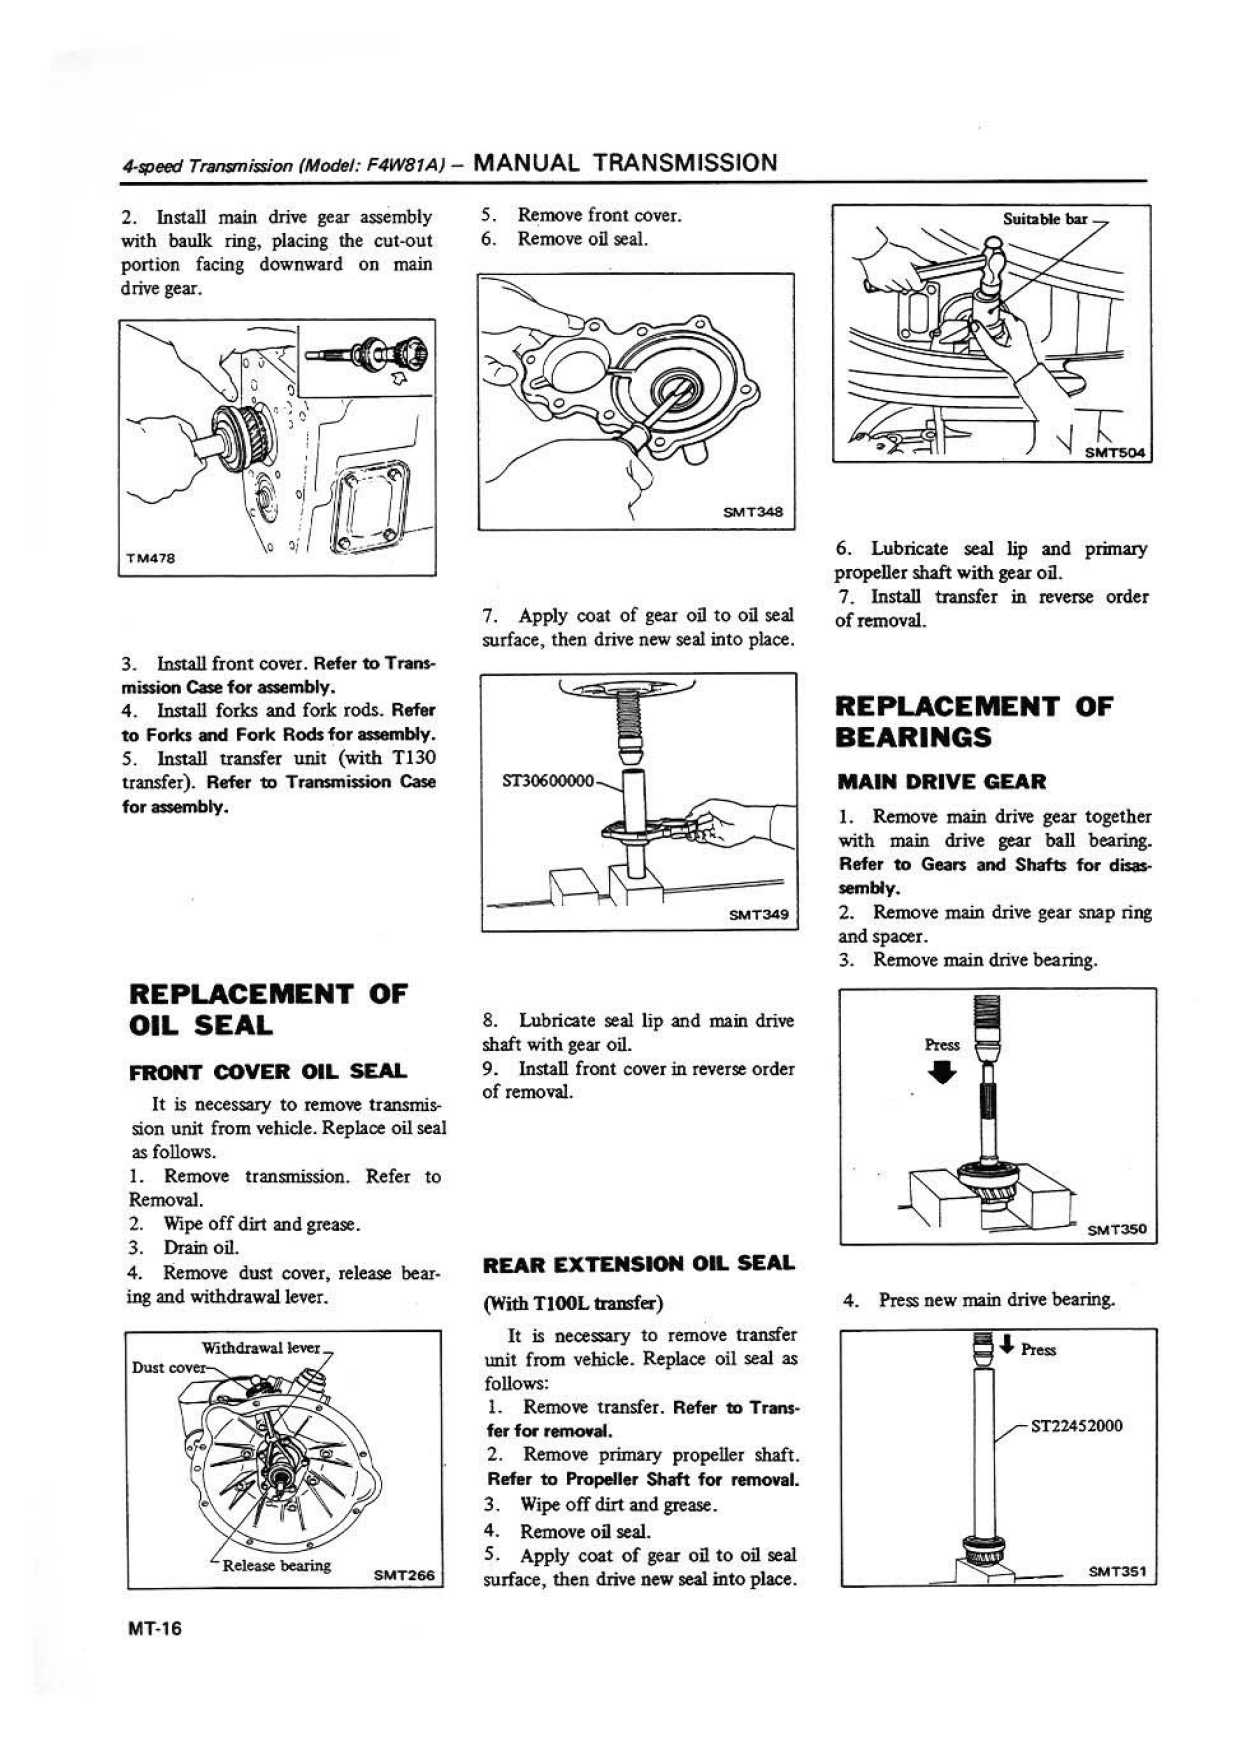 4-speed Transmission (Model: F4W81A) – MANUAL TRANSMISSION
2. Install main drive gear assembly
with baulk ring, placing the cut-out
portion facing downward on main
drive gear.
TM478
3. Install front cover. Refer to Trans-
mission Case for assembly.
4. Install forks and fork rods. Refer
to Forks and Fork Rods for assembly.
5. Install transfer unit (with T130
transfer). Refer to Transmission Case
for assembly.
REPLACEMENT OF
OIL SEAL
FRONT COVER OIL SEAL
It is necessary to remove transmis-
sion unit from vehicle. Replace oil seal
as follows.
1. Remove transmission. Refer to
Removal.
2. Wipe off dirt and grease.
3. Drain oil.
4. Remove dust cover, release bear-
ing and withdrawal lever.
Withdrawal lever
Dust cover
Release bearing
SMT266
5. Remove front cover.
6. Remove oil seal.
SMT348
7. Apply coat of gear oil to oil seal
surface, then drive new seal into place.
ST30600000
SMT349
8. Lubricate seal lip and main drive
shaft with gear oil.
9. Install front cover in reverse order
of removal.
REAR EXTENSION OIL SEAL
(With T100L transfer)
It is necessary to remove transfer
unit from vehicle. Replace oil seal as
follows:
1. Remove transfer. Refer to Trans-
fer for removal.
2. Remove primary propeller shaft.
Refer to Propeller Shaft for removal.
3. Wipe off dirt and grease.
4. Remove oil seal.
5. Apply coat of gear oil to oil seal
surface, then drive new seal into place.
Suitable bar
SMT504
6. Lubricate seal lip and primary
propeller shaft with gear oil.
7. Install transfer in reverse order
of removal.
REPLACEMENT OF
BEARINGS
MAIN DRIVE GEAR
1. Remove main drive gear together
with main drive gear ball bearing.
Refer to Gears and Shafts for disas-
sembly.
2. Remove main drive gear snap ring
and spacer.
3. Remove main drive bearing.
Press
SMT350
4. Press new main drive bearing.
Press
ST22452000
SMT351
MT-16